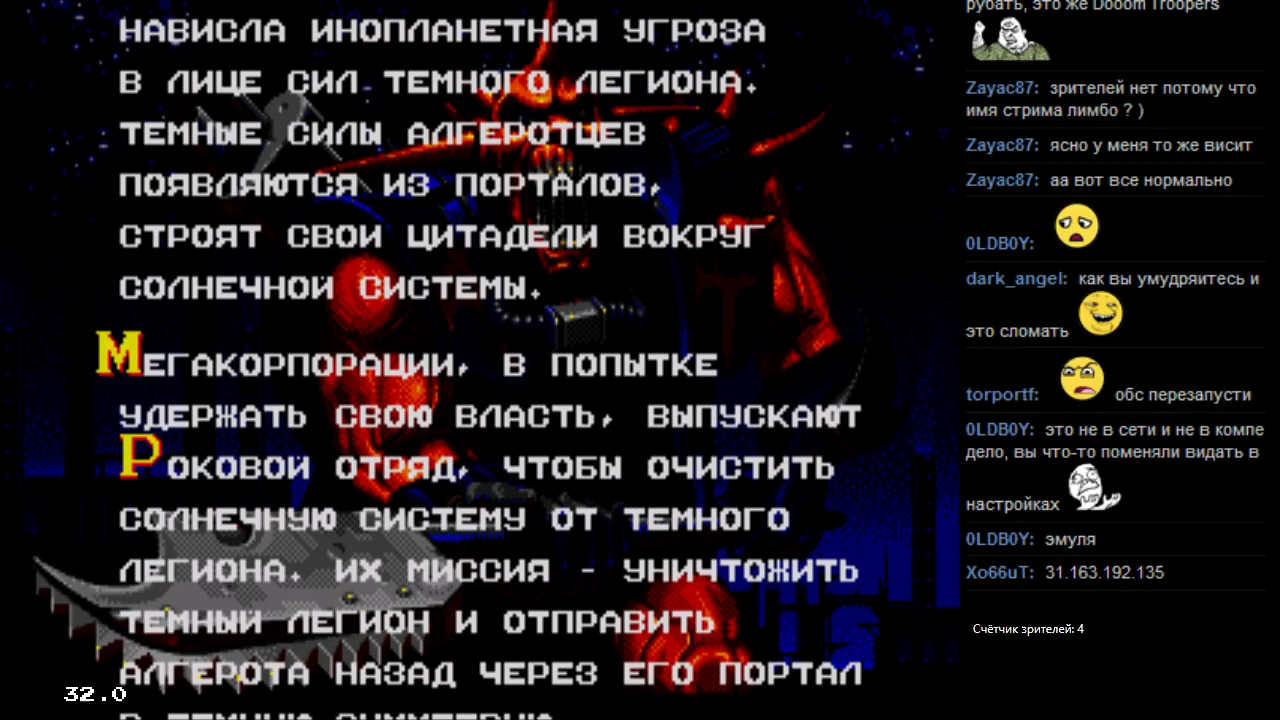 НАВИСЛА ИНОПЛАНЕТНАЯ УГРОЗА
В ЛИЦЕ СИЛ ТЕМНОГО ЛЕГИОНА.
ТЕМНЫЕ СИЛЫ АЛГЕРОТЦЕВ
ПОЯВЛЯЮТСЯ ИЗ ПОРТАЛОВ,
СТРОЯТ СВОИ ЦИТАДЕЛИ ВОКРУГ
СОЛНЕЧНОЙ СИСТЕМЫ.
МЕГАКОРПОРАЦИИ, В ПОПЫТКЕ
УДЕРЖАТЬ СВОЮ ВЛАСТЬ, ВЫПУСКАЮТ
РОКОВОЙ ОТРЯД, ЧТОБЫ ОЧИСТИТЬ
СОЛНЕЧНУЮ СИСТЕМУ ОТ ТЕМНОГО
ЛЕГИОНА. ИХ МИССИЯ - УНИЧТОЖИТЬ
ТЕМНЫЙ ЛЕГИОН И ОТПРАВИТЬ
АЛГЕРОТА НАЗАД ЧЕРЕЗ ЕГО ПОРТАЛ
32.0
рубать, это же Dooom Troopers
Zayac87: зрителей нет потому что
имя стрима лимбо ? )
Zayac87: ясно у меня то же висит
Zayac87: аа вот все нормально
0LDB0Y:
dark_angel: как вы умудряитесь и
это сломать
torportf: обс перезапусти
0LDB0Y: это не в сети и не в компе
дело, вы что-то поменяли видать в
настройках
0LDB0Y: эмуля
Xo66uT: 31.163.192.135
Счётчик зрителей: 4